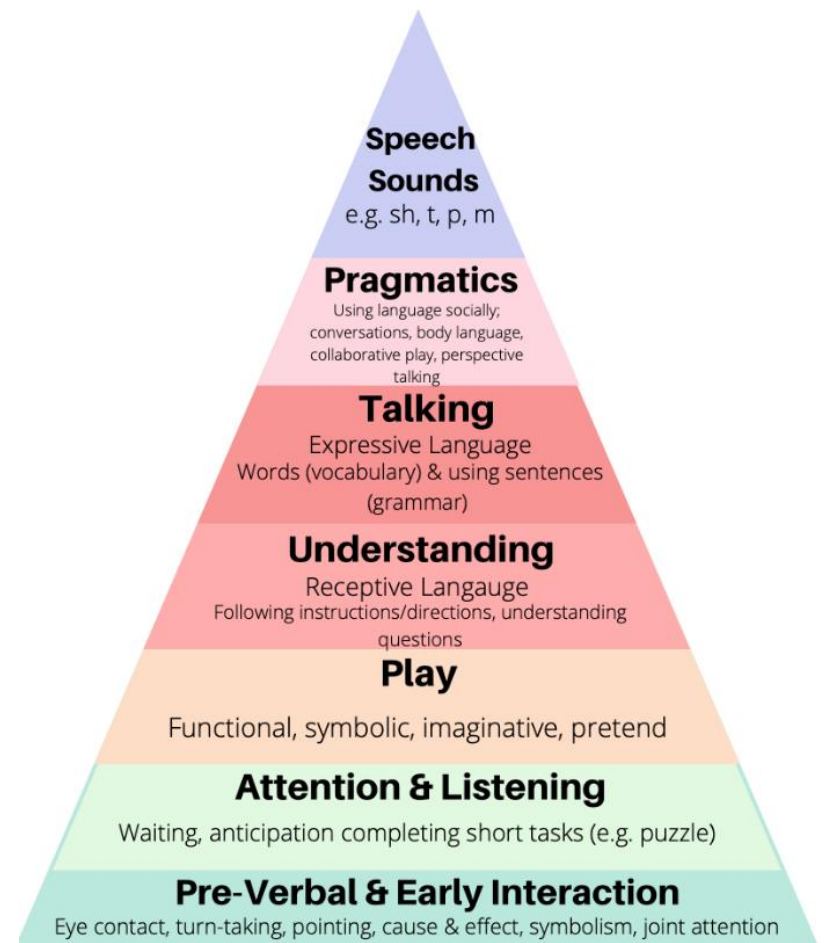 Speech
Sounds
e.g. sh, t, p, m
Pragmatics
Using language socially;
conversations, body language,
collaborative play, perspective
talking
Talking
Expressive Language
Words (vocabulary) & using sentences
(grammar)
Understanding
Receptive Langauge
Following instructions/directions, understanding
questions
Play
Functional, symbolic, imaginative, pretend
Attention & Listening
Waiting, anticipation completing short tasks (e.g. puzzle)
Pre-Verbal & Early Interaction
Eye contact, turn-taking, pointing, cause & effect, symbolism, joint attention